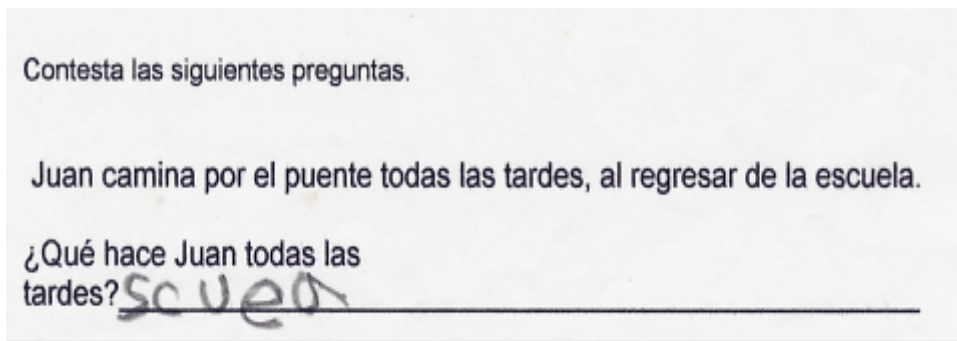 Contesta las siguientes preguntas.
Juan camina por el puente todas las tardes, al regresar de la escuela.
¿Qué hace Juan todas las
tardes? scuea